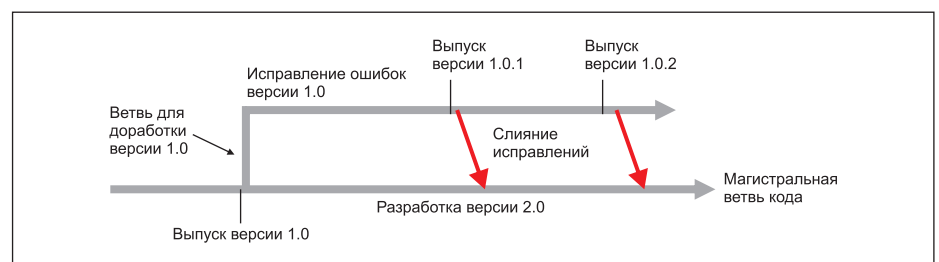 Выпуск
версии 1.0.1
Выпуск
версии 1.0.2
Исправление ошибок
версии 1.0
Ветвь для
доработки
версии 1.0
Слияние
исправлений
Магистральная
ветвь кода
Разработка версии 2.0
Выпуск версии 1.0